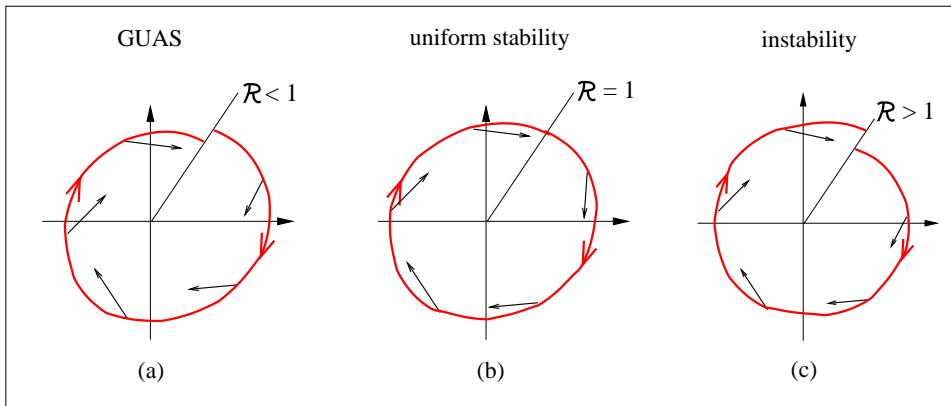 GUAS
uniform stability
instability
ℛ < 1
ℛ = 1
ℛ > 1
(a)
(b)
(c)